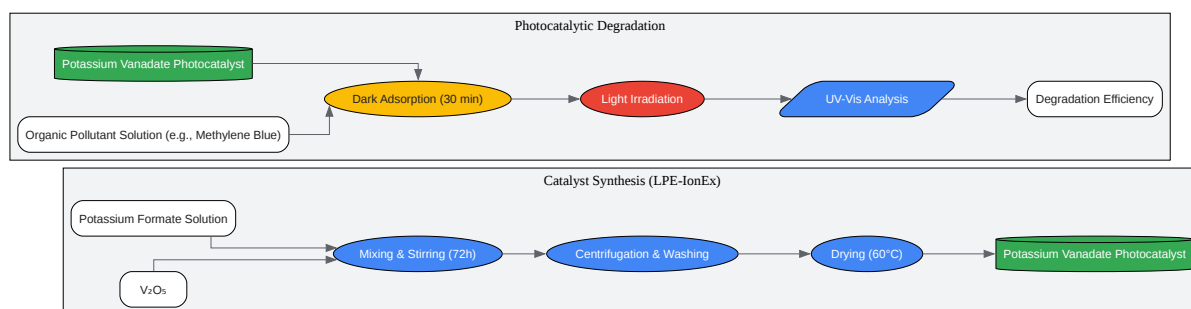 Photocatalytic Degradation
Potassium Vanadate Photocatalyst
Dark Adsorption (30 min)
Light Irradiation
UV-Vis Analysis
Degradation Efficiency
Organic Pollutant Solution (e.g., Methylene Blue)
Catalyst Synthesis (LPE-IonEx)
Potassium Formate Solution
Mixing & Stirring (72h)
Centrifugation & Washing
Drying (60°C)
Potassium Vanadate Photocatalyst
V₂O₅